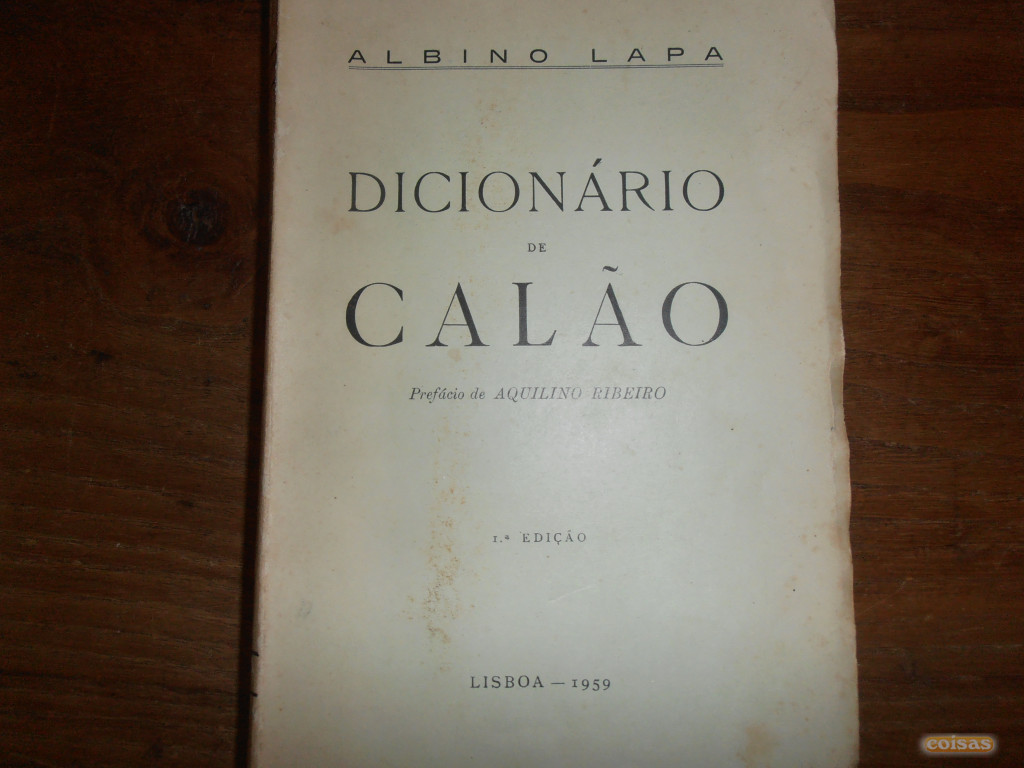 ALBINO LAPA
DICIONÁRIO
DE
CALÃO
Prefácio de AQUILINO RIBEIRO
1.ª EDIÇÃO
LISBOA — 1959
coisas